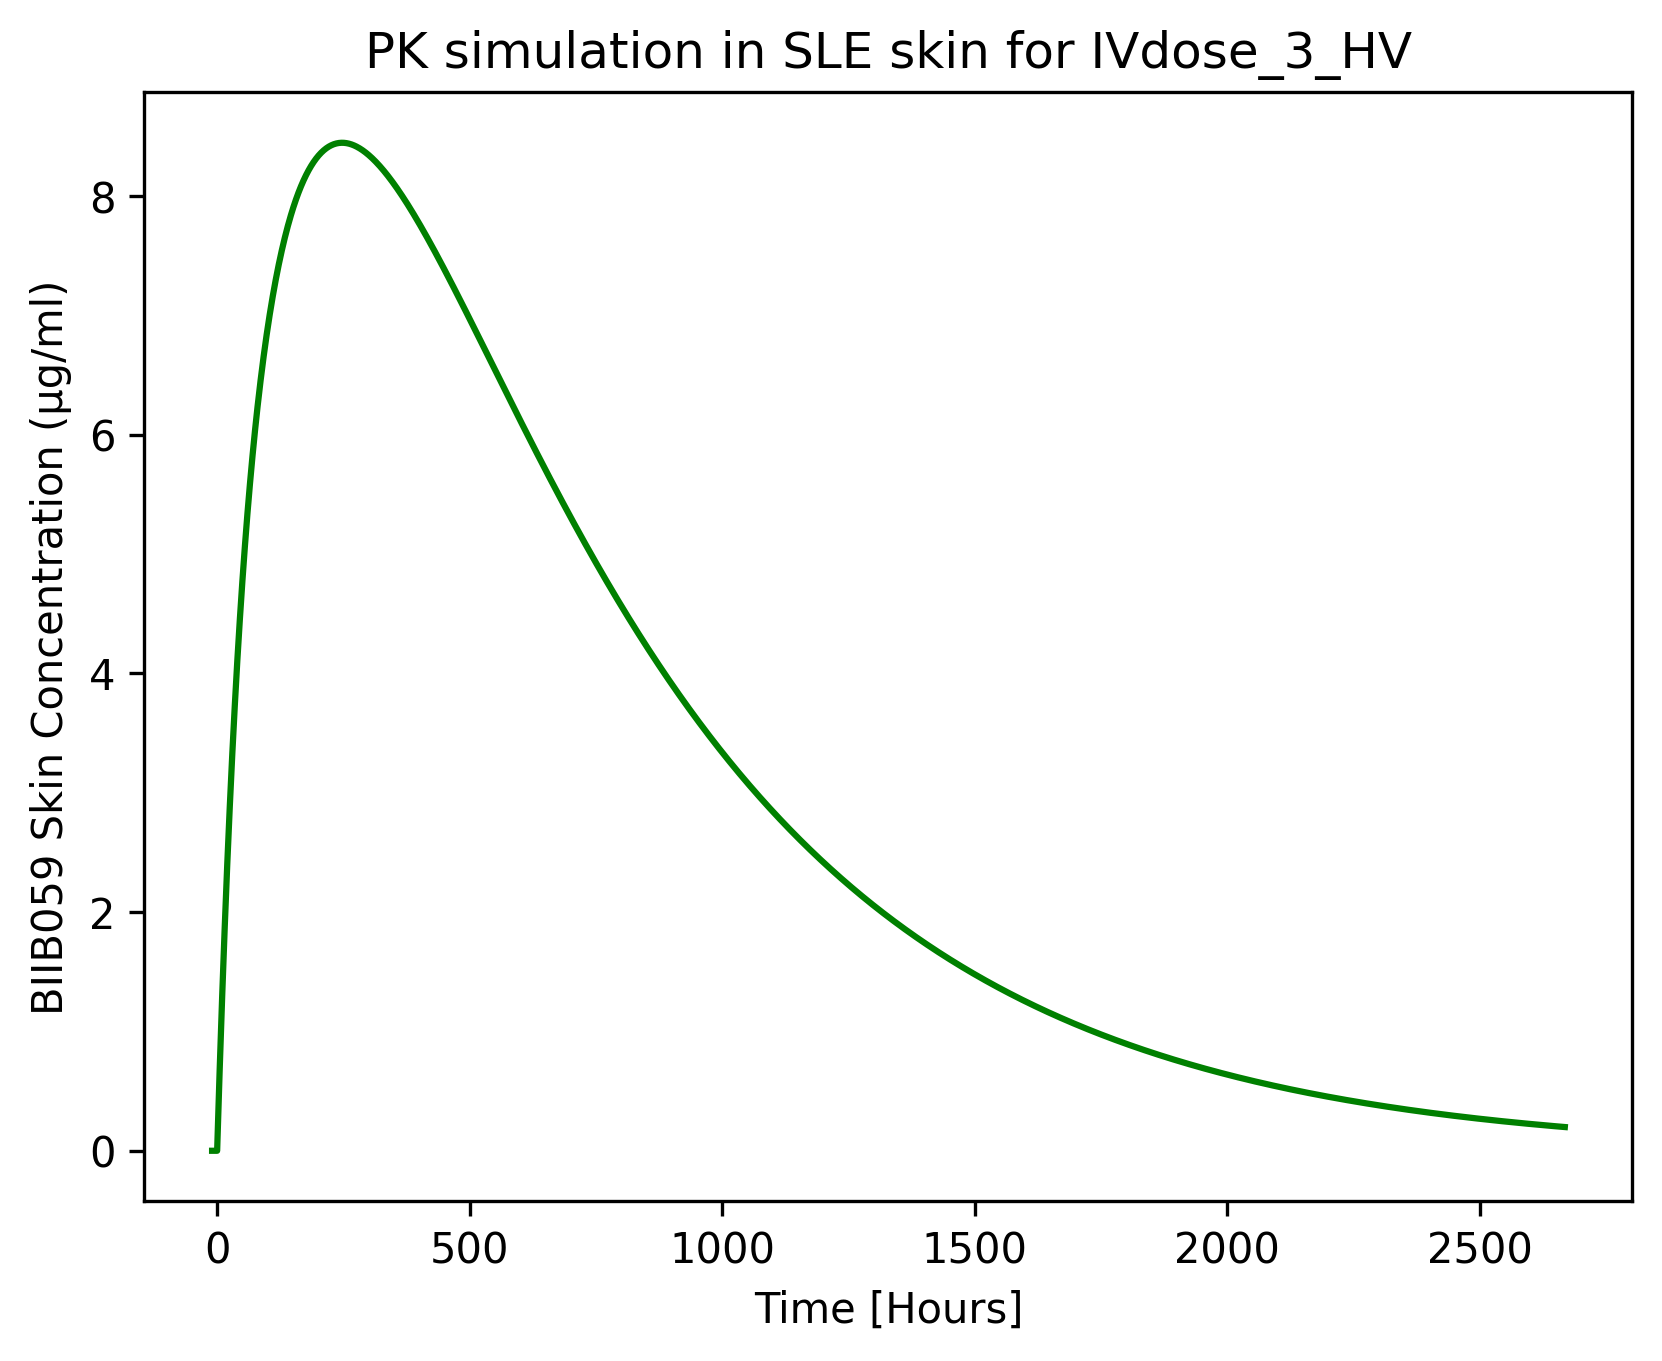 PK simulation in SLE skin for IVdose_3_HV
BIIB059 Skin Concentration (µg/ml)
8
6
4
2
0
0 500 1000 1500 2000 2500
Time [Hours]